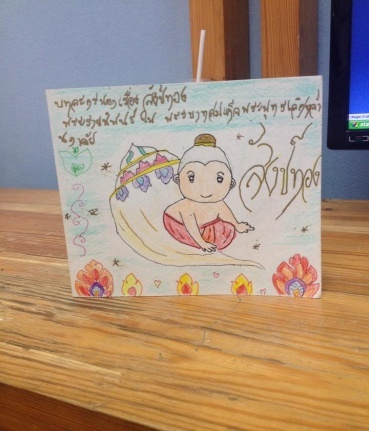 บทละครนอกเรื่อง สังข์ทอง
พระราชนิพนธ์ ใน พระบาทสมเด็จพระพุทธเลิศหล้า
นภาลัย
สังข์ทอง